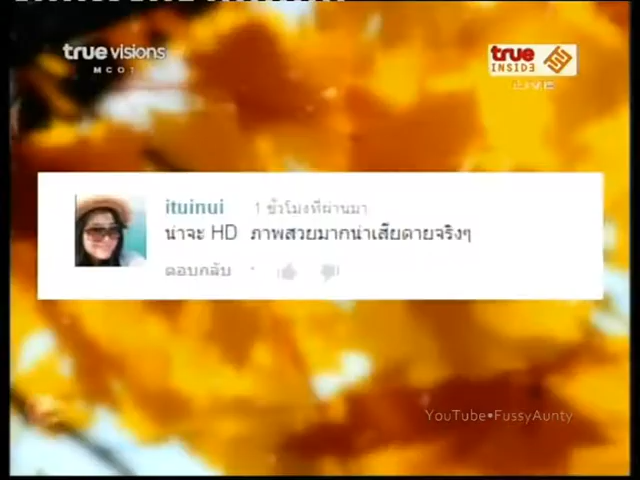 true visions
MCOT
true
INSIDE
ituinui 1 ชั่วโมงที่ผ่านมา
น่าจะ HD ภาพสวยมากน่าเสียดายจริงๆ
ตอบกลับ
YouTube•FussyAunty